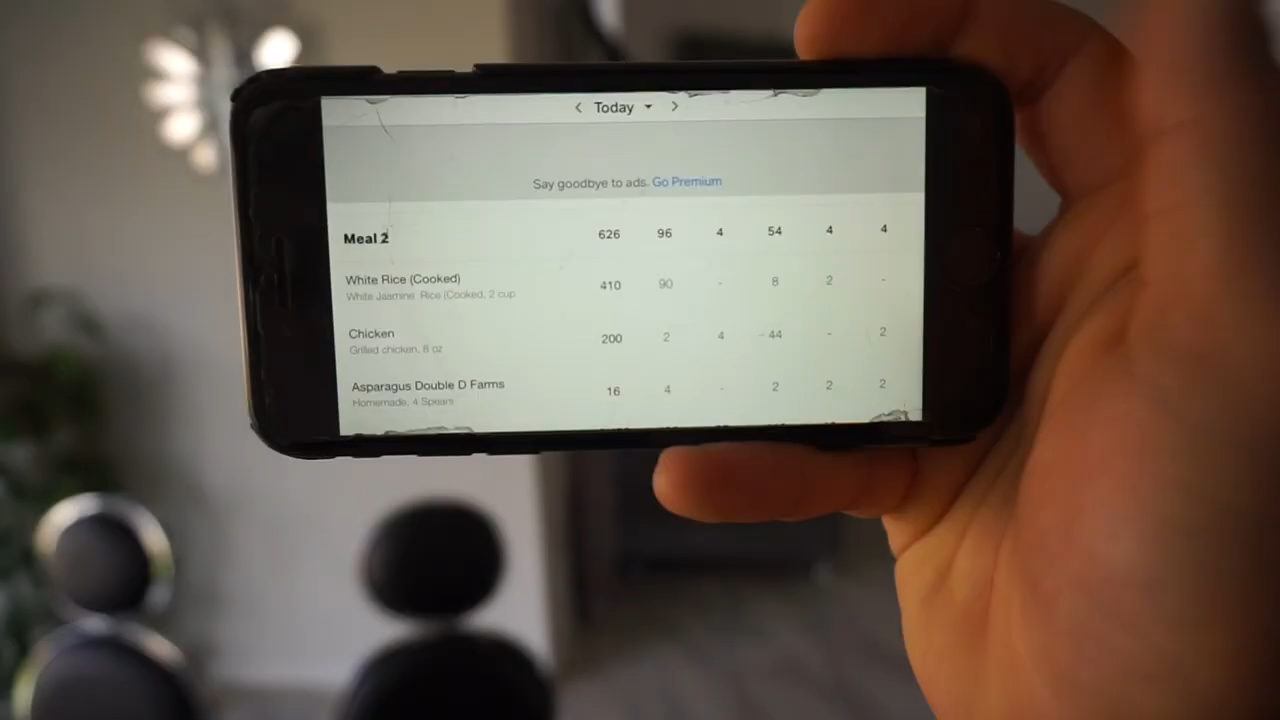 < Today >
Say goodbye to ads. Go Premium
Meal 2 626 96 4 54 4 4
White Rice (Cooked) 410 90 - 8 2 -
White Jasmine Rice (Cooked, 2 cup
Chicken 200 2 4 44 - 2
Grilled chicken, 8 oz
Asparagus Double D Farms 16 4 - 2 2 2
Homemade, 4 Spears